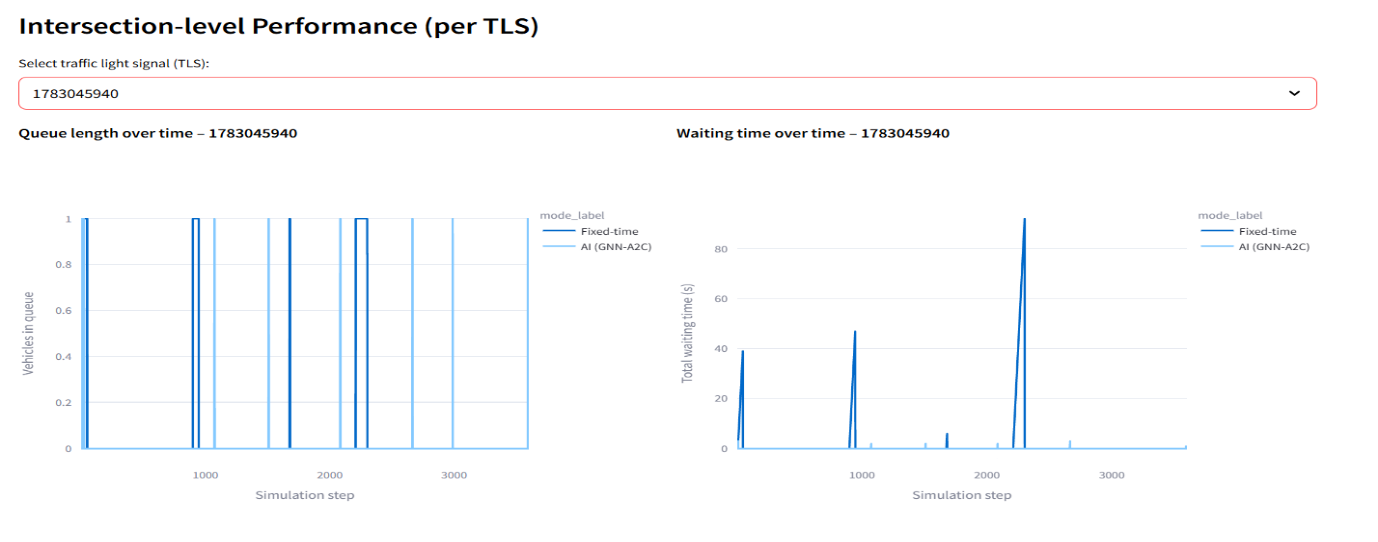 Intersection-level Performance (per TLS)
Select traffic light signal (TLS):
1783045940
Queue length over time – 1783045940
Waiting time over time – 1783045940
mode_label
Fixed-time
AI (GNN-A2C)
1
0.8
0.6
0.4
0.2
0
Vehicles in queue
1000
2000
3000
Simulation step
mode_label
Fixed-time
AI (GNN-A2C)
80
60
40
20
0
Total waiting time (s)
1000
2000
3000
Simulation step